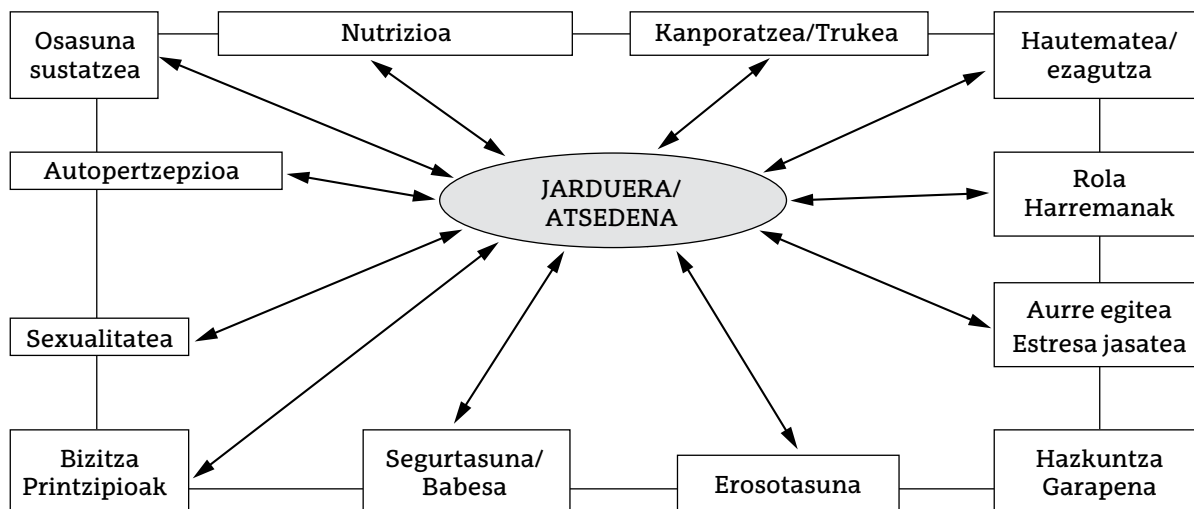 Osasuna
sustatzea
Nutrizioa
Kanporatzea/Trukea
Hautematea/
ezagutza
Autopertzepzioa
JARDUERA/
ATSEDENA
Rola
Harremanak
Sexualitatea
Aurre egitea
Estresa jasatea
Bizitza
Printzipioak
Segurtasuna/
Babesa
Erosotasuna
Hazkuntza
Garapena